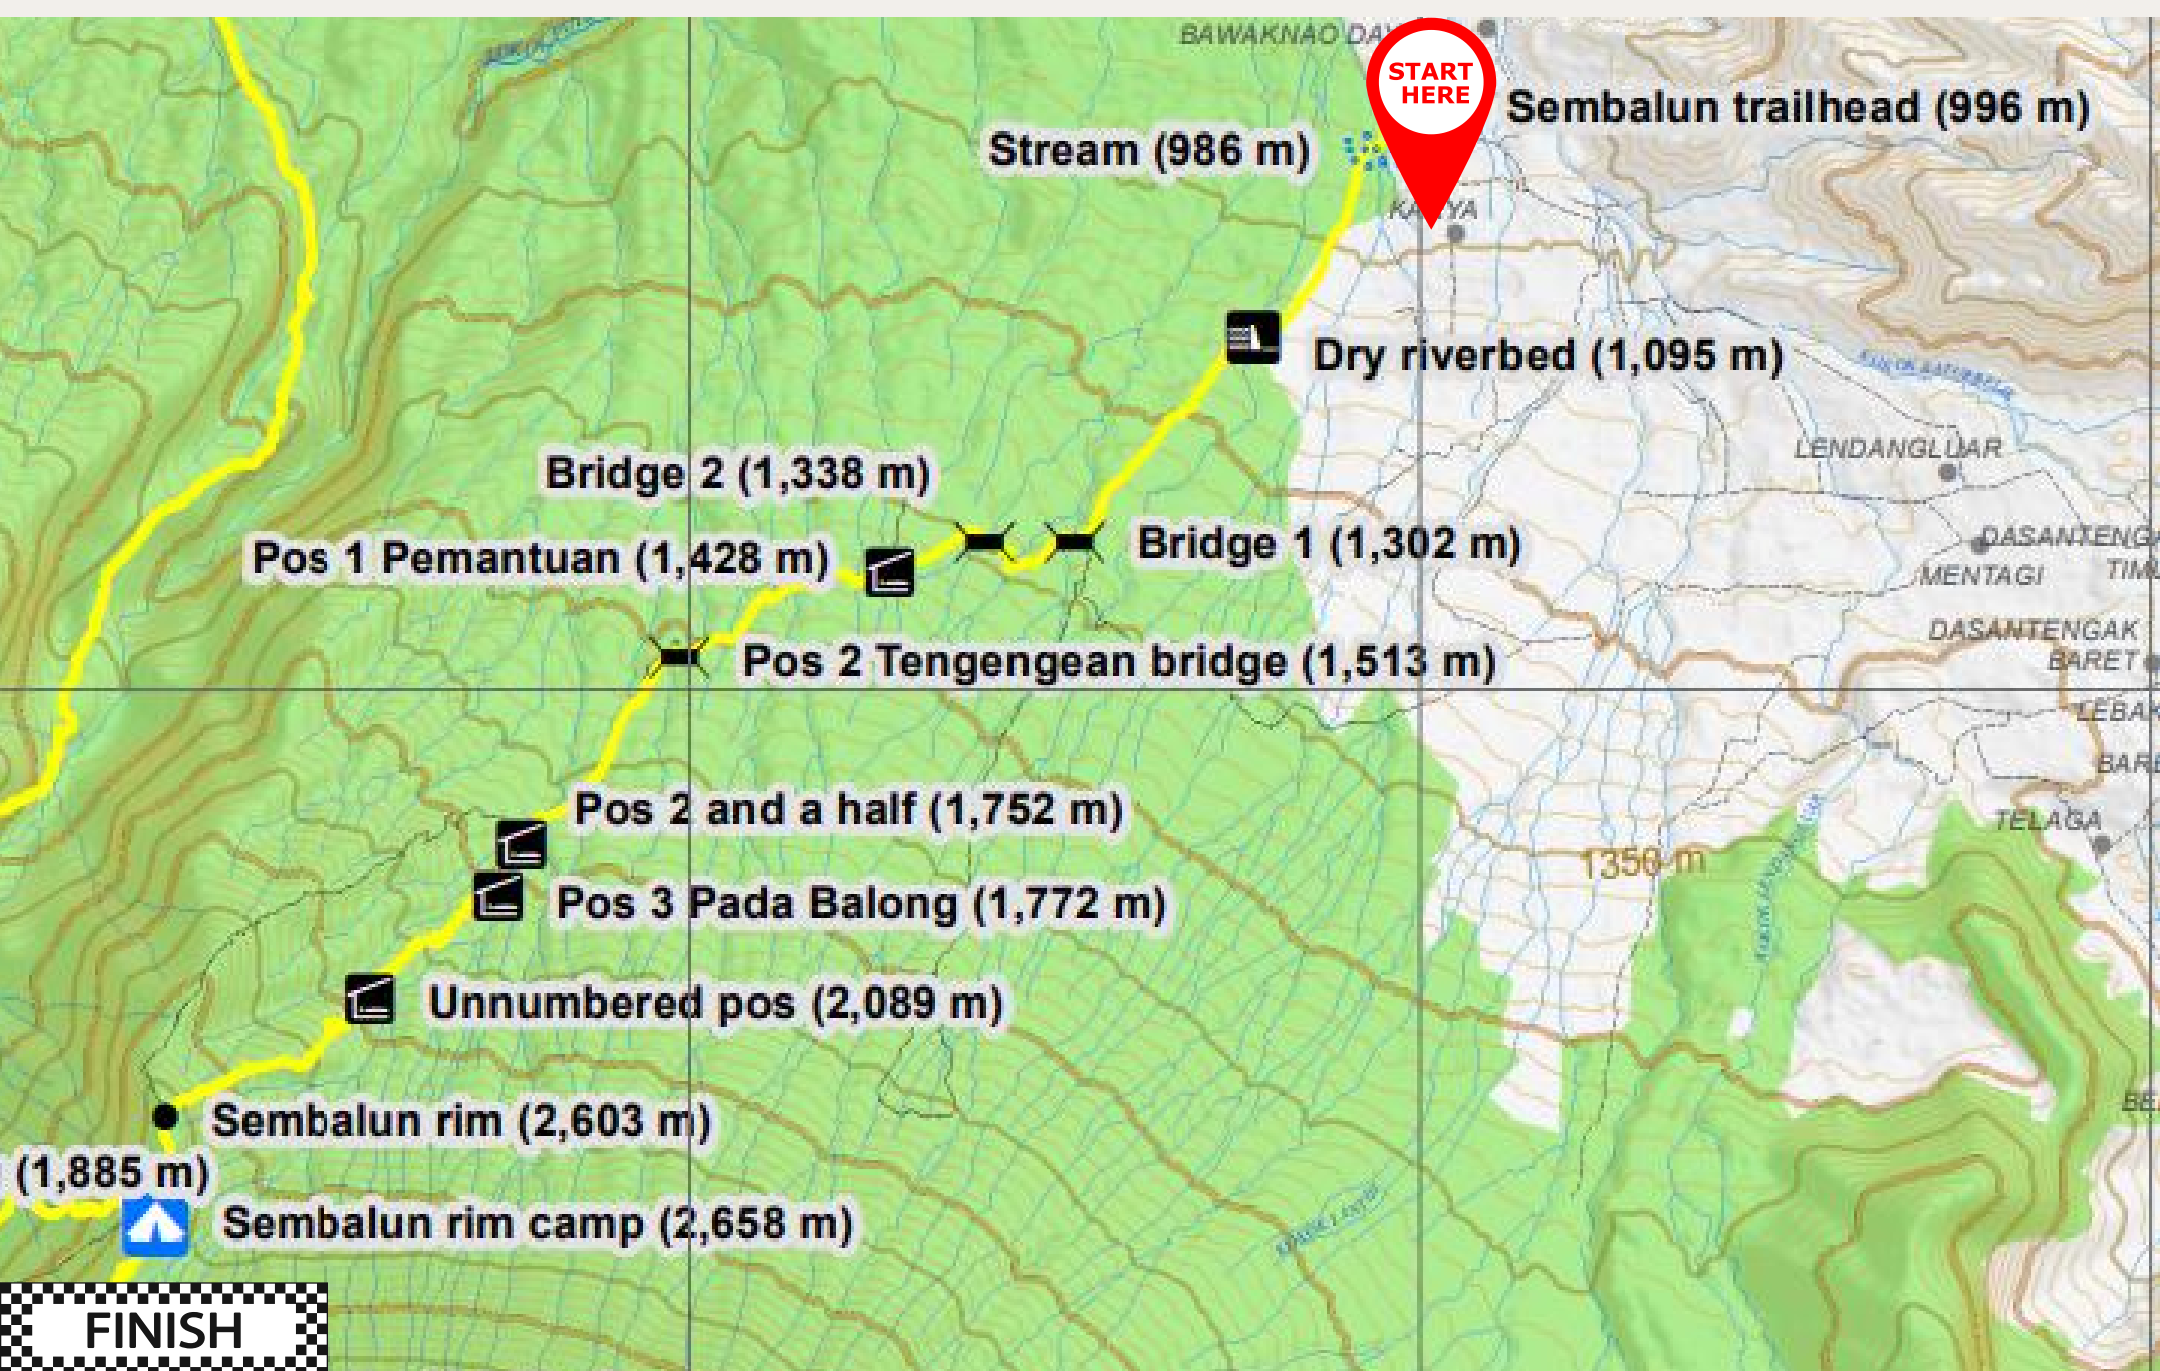 BAWAKNAO
START
HERE
Sembalun trailhead (996 m)
Stream (986 m)
Dry riverbed (1,095 m)
LENDANGLUAR
Bridge 2 (1,338 m)
Bridge 1 (1,302 m)
Pos 1 Pemantuan (1,428 m)
MENTAGI
DASANTENGAK
BARET
Pos 2 Tengengean bridge (1,513 m)
Pos 2 and a half (1,752 m)
TELAGA
1350 m
Pos 3 Pada Balong (1,772 m)
Unnumbered pos (2,089 m)
Sembalun rim (2,603 m)
(1,885 m)
Sembalun rim camp (2,658 m)
FINISH